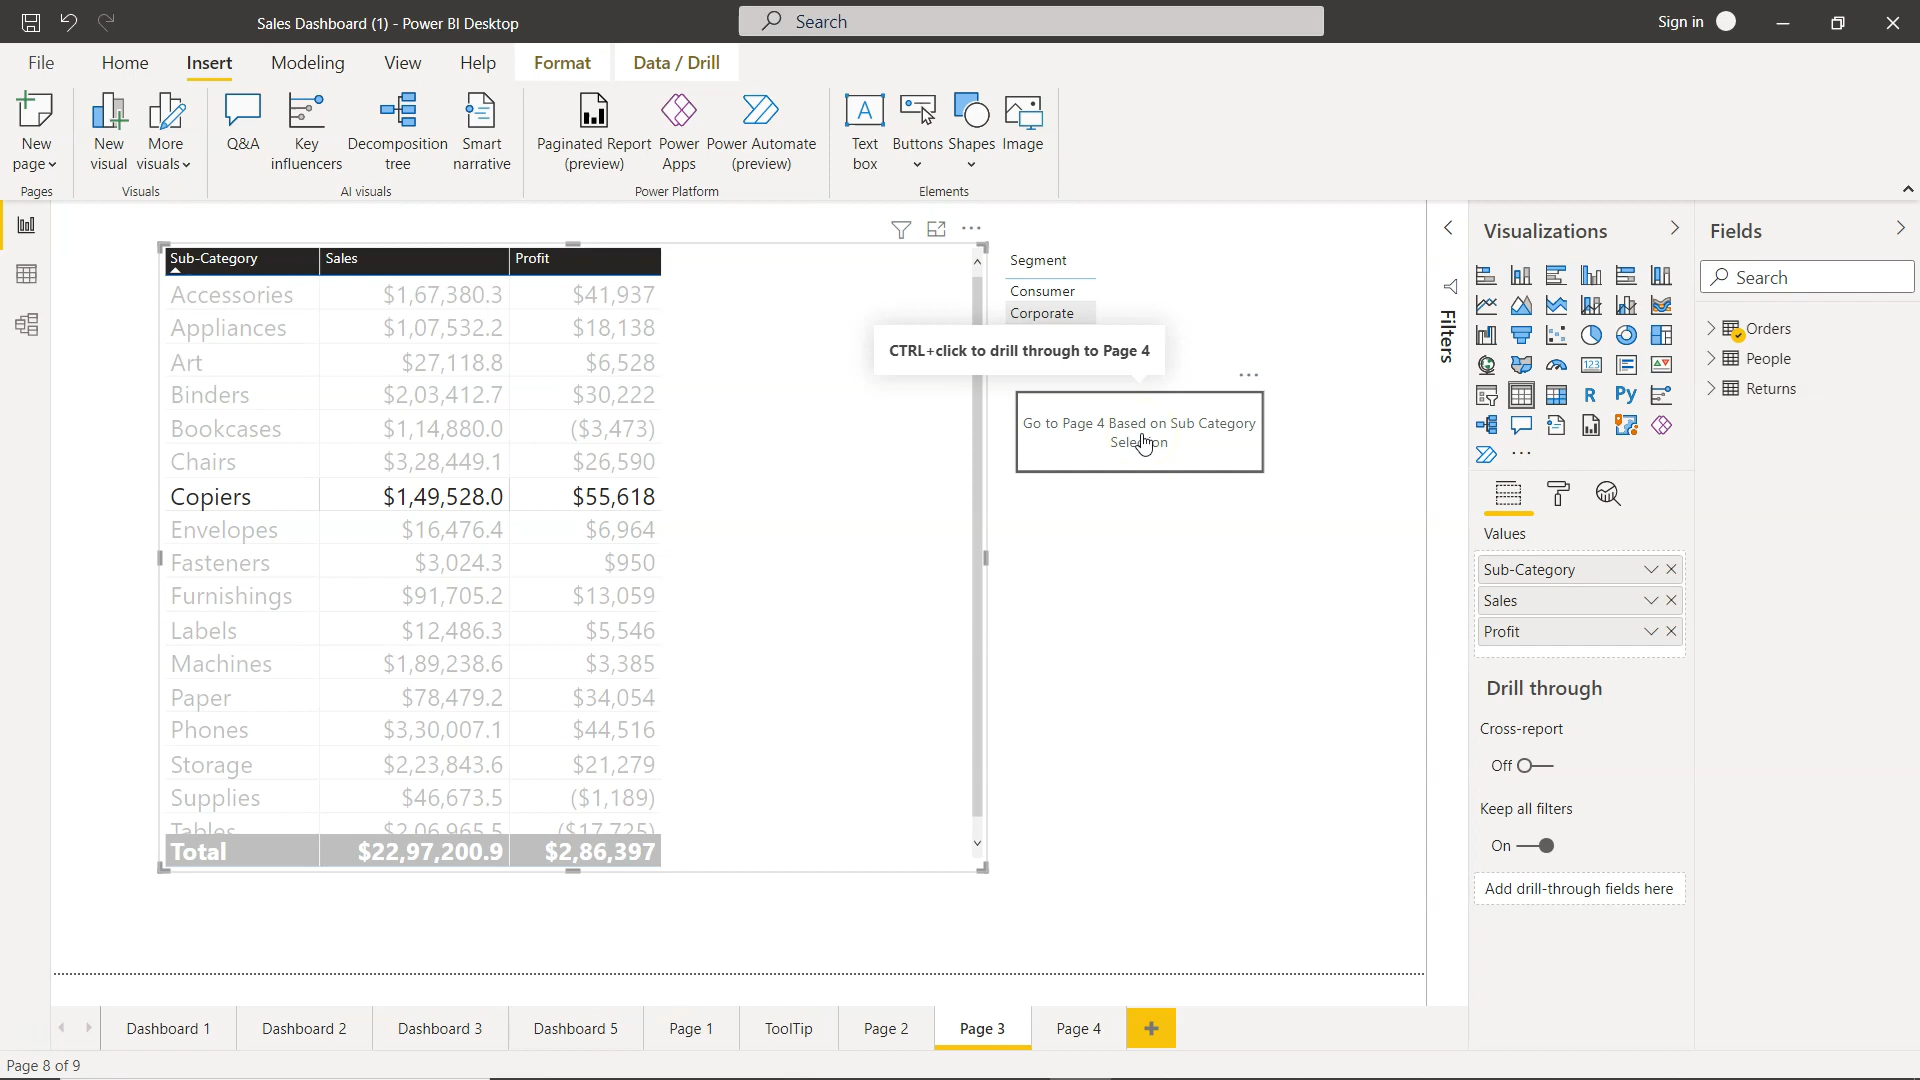 Sales Dashboard (1) - Power BI Desktop
Search
Sign in
File Home Insert Modeling View Help Format Data / Drill
New page
New visual
More visuals
Q&A
Key influencers
Decomposition tree
Smart narrative
Paginated Report (preview)
Power Apps
Power Automate (preview)
A
Text box
Buttons
Shapes
Image
Pages
Visuals
AI visuals
Power Platform
Elements
Sub-Category Sales Profit
Accessories $1,67,380.3 $41,937
Appliances $1,07,532.2 $18,138
Art $27,118.8 $6,528
Binders $2,03,412.7 $30,222
Bookcases $1,14,880.0 ($3,473)
Chairs $3,28,449.1 $26,590
Copiers $1,49,528.0 $55,618
Envelopes $16,476.4 $6,964
Fasteners $3,024.3 $950
Furnishings $91,705.2 $13,059
Labels $12,486.3 $5,546
Machines $1,89,238.6 $3,385
Paper $78,479.2 $34,054
Phones $3,30,007.1 $44,516
Storage $2,23,843.6 $21,279
Supplies $46,673.5 ($1,189)
Tables $2,06,965.5 ($17,725)
Total $22,97,200.9 $2,86,397
Segment
Consumer
Corporate
CTRL+click to drill through to Page 4
Go to Page 4 Based on Sub Category
Selection
Filters
Visualizations
123
R
Py
Values
Sub-Category
Sales
Profit
Drill through
Cross-report
Off
Keep all filters
On
Add drill-through fields here
Fields
Search
Orders
People
Returns
Dashboard 1 Dashboard 2 Dashboard 3 Dashboard 5 Page 1 ToolTip Page 2 Page 3 Page 4
Page 8 of 9